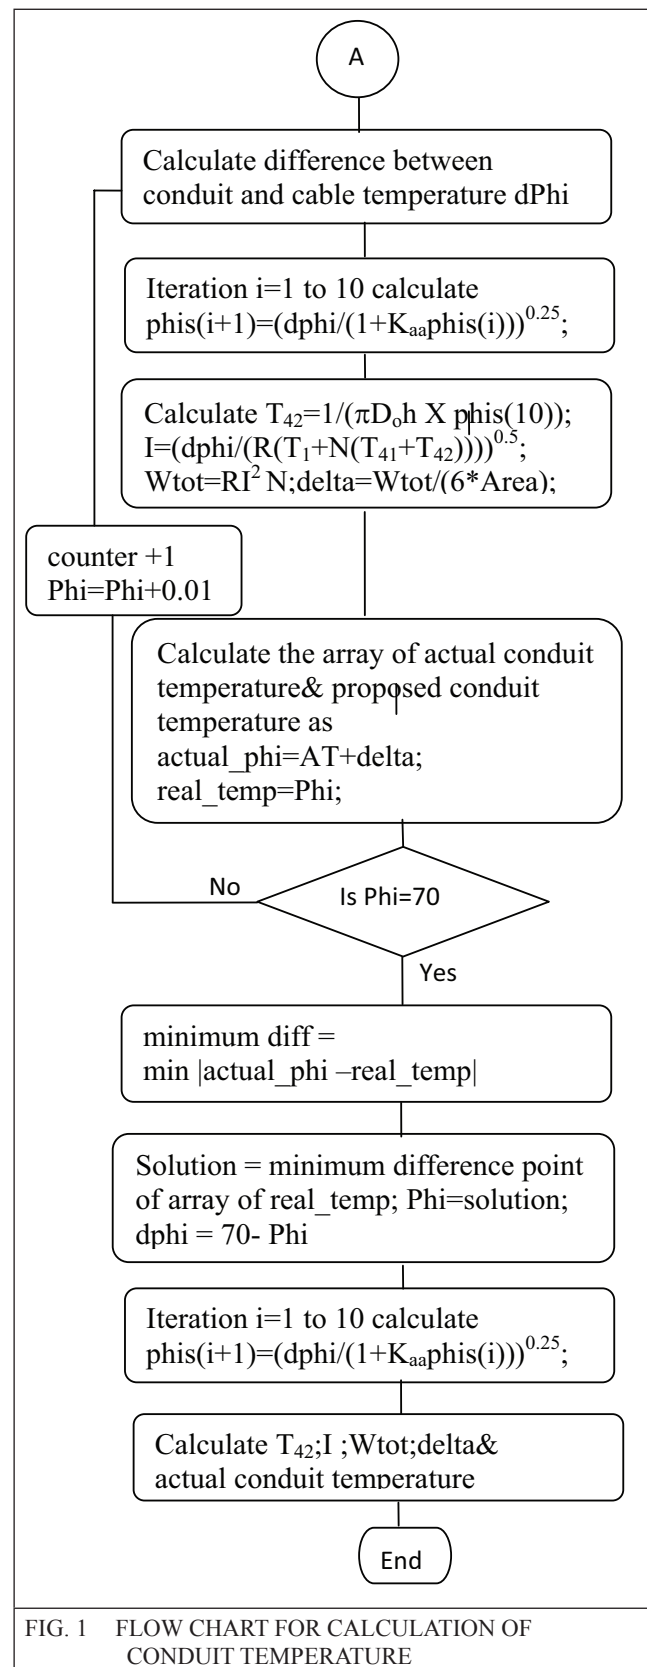 A
Calculate difference between
conduit and cable temperature dPhi
Iteration i=1 to 10 calculate
phis(i+1)=(dphi/(1+Kₐₐphis(i)))^0.25;
Calculate T₄₂=1/(πDₒh X phis(10));
I=(dphi/(R(T₁+N(T₄₁+T₄₂))))^0.5;
Wtot=RI² N;delta=Wtot/(6*Area);
counter +1
Phi=Phi+0.01
Calculate the array of actual conduit
temperature& proposed conduit
temperature as
actual_phi=AT+delta;
real_temp=Phi;
Is Phi=70
No
Yes
minimum diff =
min |actual_phi –real_temp|
Solution = minimum difference point
of array of real_temp; Phi=solution;
dphi = 70- Phi
Iteration i=1 to 10 calculate
phis(i+1)=(dphi/(1+Kₐₐphis(i)))^0.25;
Calculate T₄₂;I ;Wtot;delta&
actual conduit temperature
End
FIG. 1 FLOW CHART FOR CALCULATION OF
CONDUIT TEMPERATURE